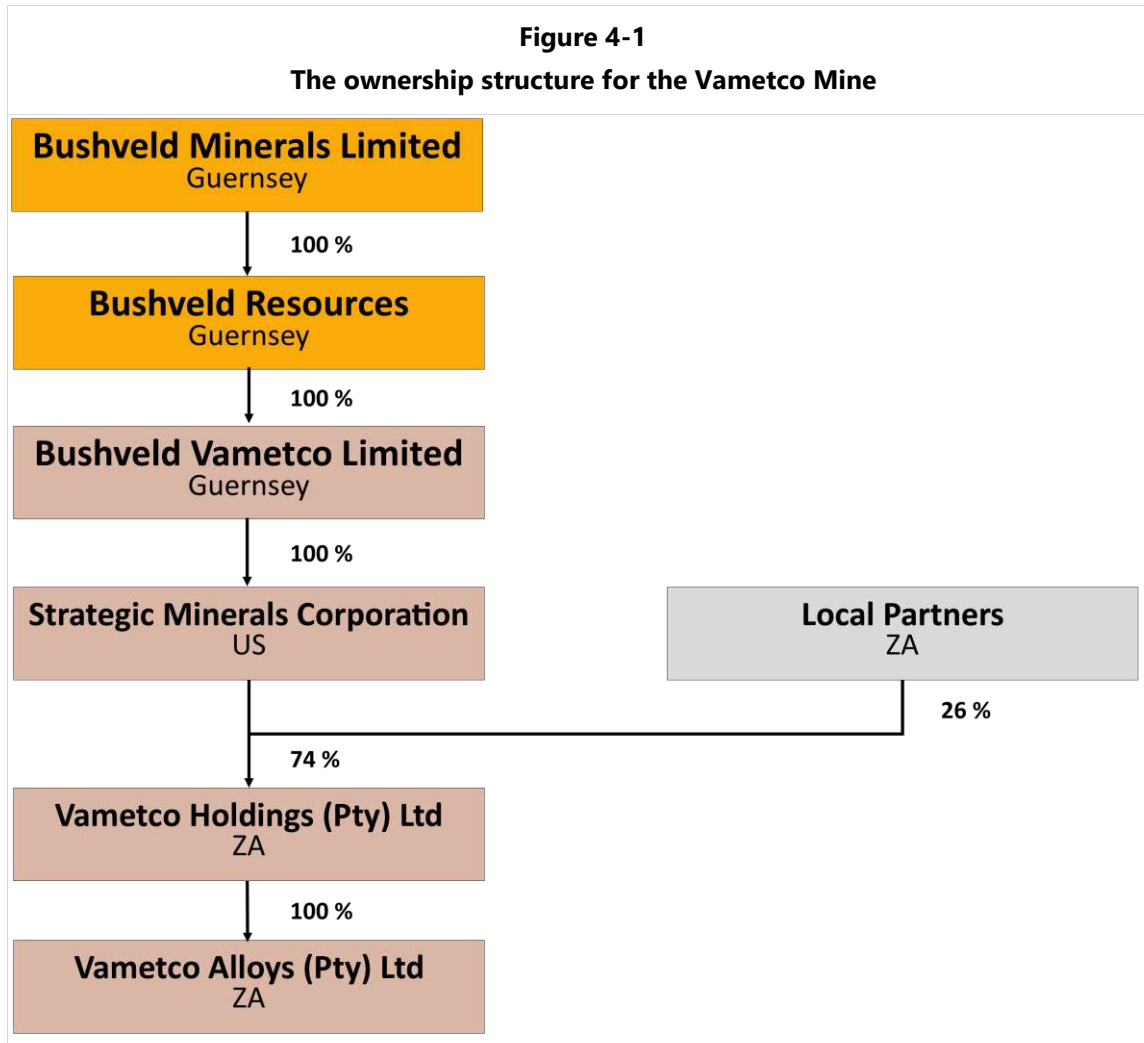 Figure 4-1
The ownership structure for the Vametco Mine
Bushveld Minerals Limited
Guernsey
100 %
Bushveld Resources
Guernsey
100 %
Bushveld Vametco Limited
Guernsey
100 %
Strategic Minerals Corporation
US
Local Partners
ZA
26 %
74 %
Vametco Holdings (Pty) Ltd
ZA
100 %
Vametco Alloys (Pty) Ltd
ZA